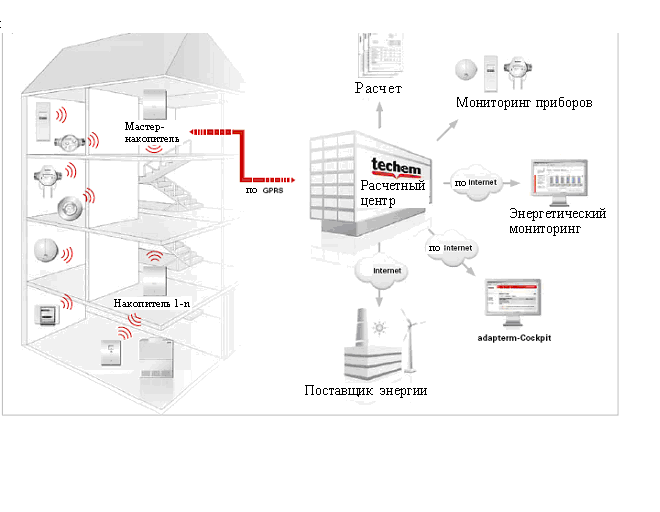 Расчет
Мониторинг приборов
Мастер-
накопитель
по GPRS
techem
Расчетный
центр
по Internet
Энергетический
мониторинг
по Internet
Internet
Накопитель 1-n
adapterm-Cockpit
Поставщик энергии